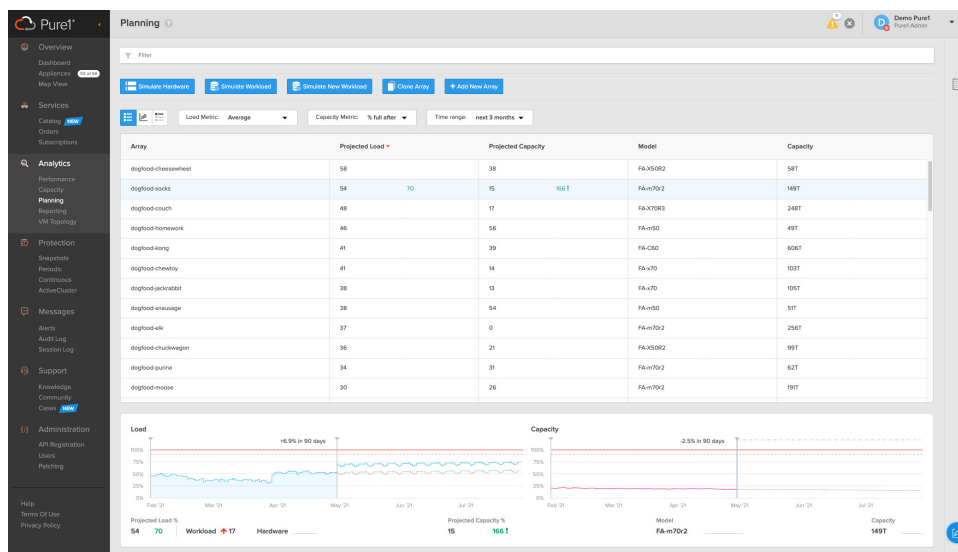 Pure1®
Planning
11
D
Demo Pure1
Pure1 Admin
Overview
Dashboard
Appliances 56 of 56
Map View
Services
Catalog NEW
Orders
Subscriptions
Analytics
Performance
Capacity
Planning
Reporting
VM Topology
Protection
Snapshots
Periodic
Continuous
ActiveCluster
Messages
Alerts
Audit Log
Session Log
Support
Knowledge
Community
Cases NEW
Administration
API Registration
Users
Patching
Help
Terms Of Use
Privacy Policy
Filter
Simulate Hardware Simulate Workload Simulate New Workload Clone Array + Add New Array
Load Metric: Average Capacity Metric: % full after Time range: next 3 months
Array Projected Load Projected Capacity Model Capacity
dogfood-cheesewheel 58 38 FA-X50R2 58T
dogfood-socks 54 70 15 166 ! FA-m70r2 149T
dogfood-couch 48 17 FA-X70R3 248T
dogfood-homework 46 56 FA-m50 49T
dogfood-kong 41 39 FA-C60 606T
dogfood-chewtoy 41 14 FA-x70 103T
dogfood-jackrabbit 38 13 FA-x70 105T
dogfood-snausage 38 54 FA-m50 51T
dogfood-elk 37 0 FA-m70r2 256T
dogfood-chuckwagon 36 21 FA-X50R2 99T
dogfood-purina 34 31 FA-m70r2 62T
dogfood-moose 30 26 FA-m70r2 191T
Load
+6.9% in 90 days
100%
75%
50%
25%
0%
Feb '21 Mar '21 Apr '21 May '21 Jun '21 Jul '21
Projected Load %
54 70 Workload 17 Hardware
Capacity
-2.5% in 90 days
100%
75%
50%
25%
0%
Feb '21 Mar '21 Apr '21 May '21 Jun '21 Jul '21
Projected Capacity % Model Capacity
15 166 ! FA-m70r2 149T